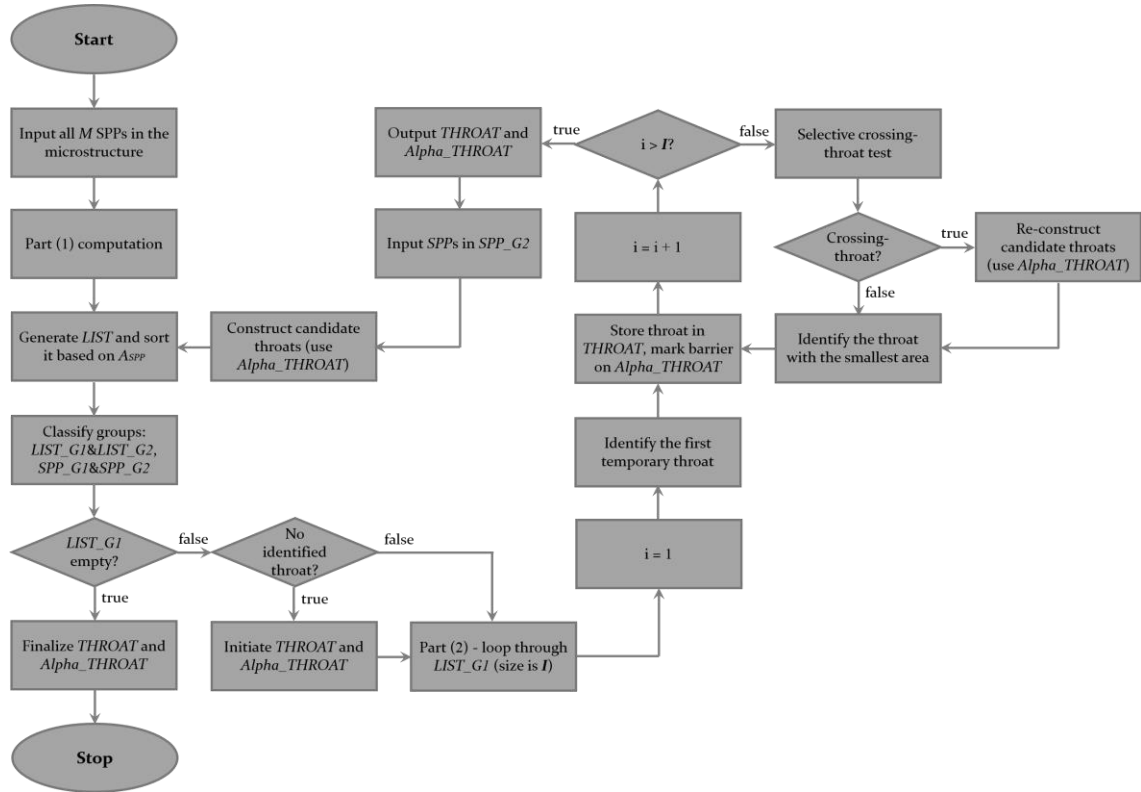 Start
Input all M SPPs in the
microstructure
Part (1) computation
Generate LIST and sort
it based on ASPP
Classify groups:
LIST_G1&LIST_G2,
SPP_G1&SPP_G2
LIST_G1
empty?
false
true
Finalize THROAT and
Alpha_THROAT
Stop
No
identified
throat?
false
true
Initiate THROAT and
Alpha_THROAT
Part (2) - loop through
LIST_G1 (size is I)
i = 1
Identify the first
temporary throat
Store throat in
THROAT, mark barrier
on Alpha_THROAT
i = i + 1
i > I?
true
false
Output THROAT and
Alpha_THROAT
Input SPPs in SPP_G2
Construct candidate
throats (use
Alpha_THROAT)
Selective crossing-
throat test
Crossing-
throat?
true
false
Re-construct
candidate throats
(use Alpha_THROAT)
Identify the throat
with the smallest area